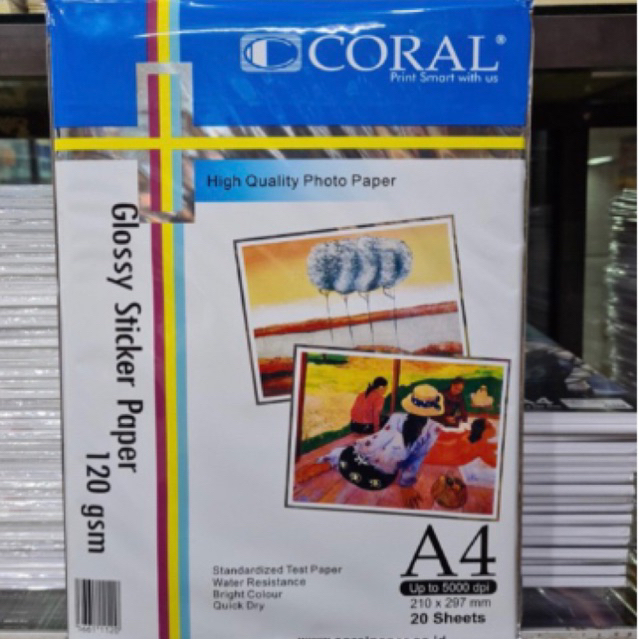 CORAL®
Print Smart with us
High Quality Photo Paper
Glossy Sticker Paper
120 gsm
A4
Up to 5000 dpi
210 x 297 mm
20 Sheets
Standardized Test Paper
Water Resistance
Bright Colour
Quick Dry